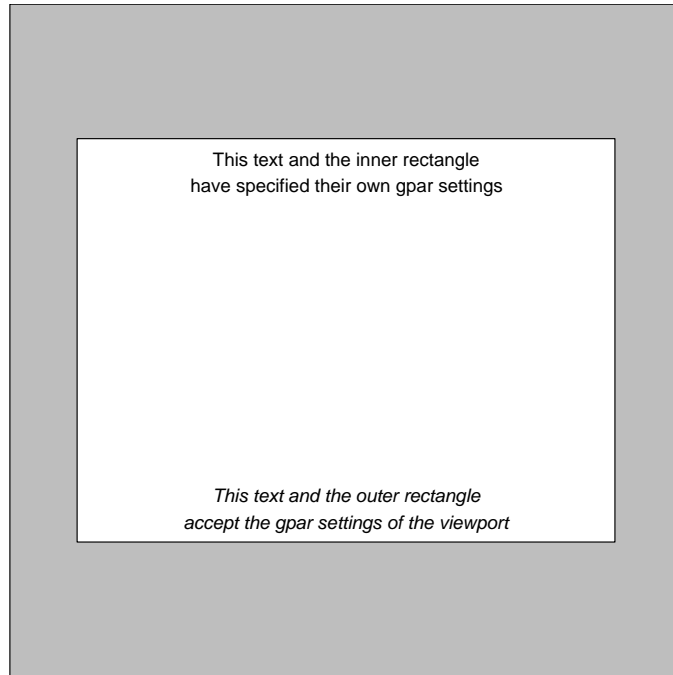 This text and the inner rectangle
have specified their own gpar settings
This text and the outer rectangle
accept the gpar settings of the viewport